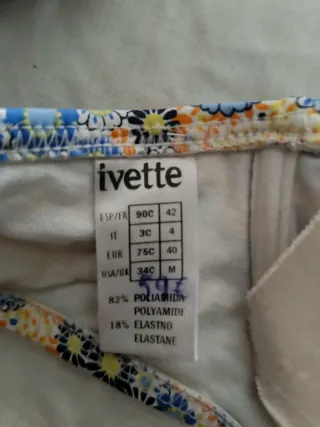 ivette
ESP/FR 90C 42
IT 3C 4
EUR 75C 40
USA/UK 34C M
82% POLIAMIDA
POLYAMIDE
18% ELASTNO
ELASTANE